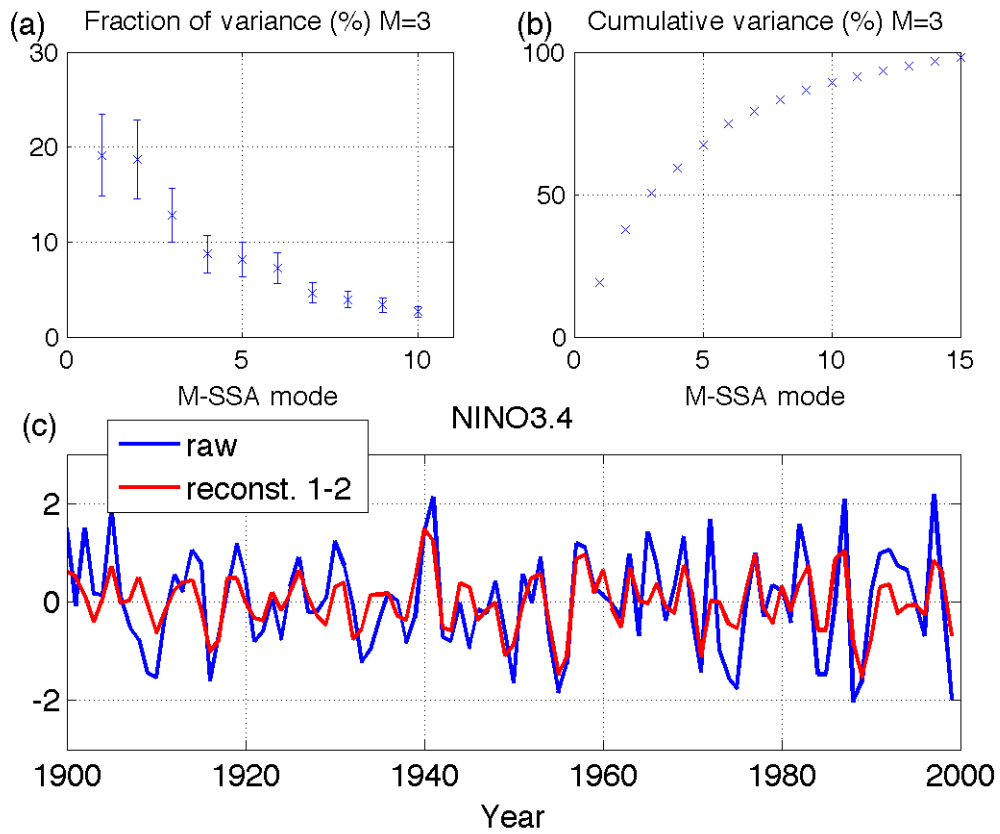 (a) Fraction of variance (%) M=3
30
20
10
0
0 5 10
M-SSA mode
(b) Cumulative variance (%) M=3
100
50
0
0 5 10 15
M-SSA mode
(c) NINO3.4
raw
reconst. 1-2
2
0
-2
1900 1920 1940 1960 1980 2000
Year